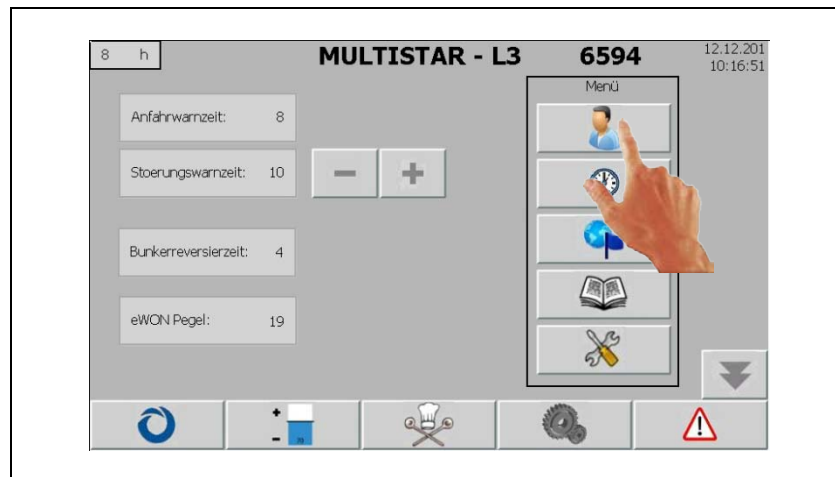 8 h MULTISTAR - L3 6594 12.12.201
10:16:51
Menü
Anfahrwarnzeit: 8
Stoerungswarnzeit: 10
Bunkerreversierzeit: 4
eWON Pegel: 19
+
-